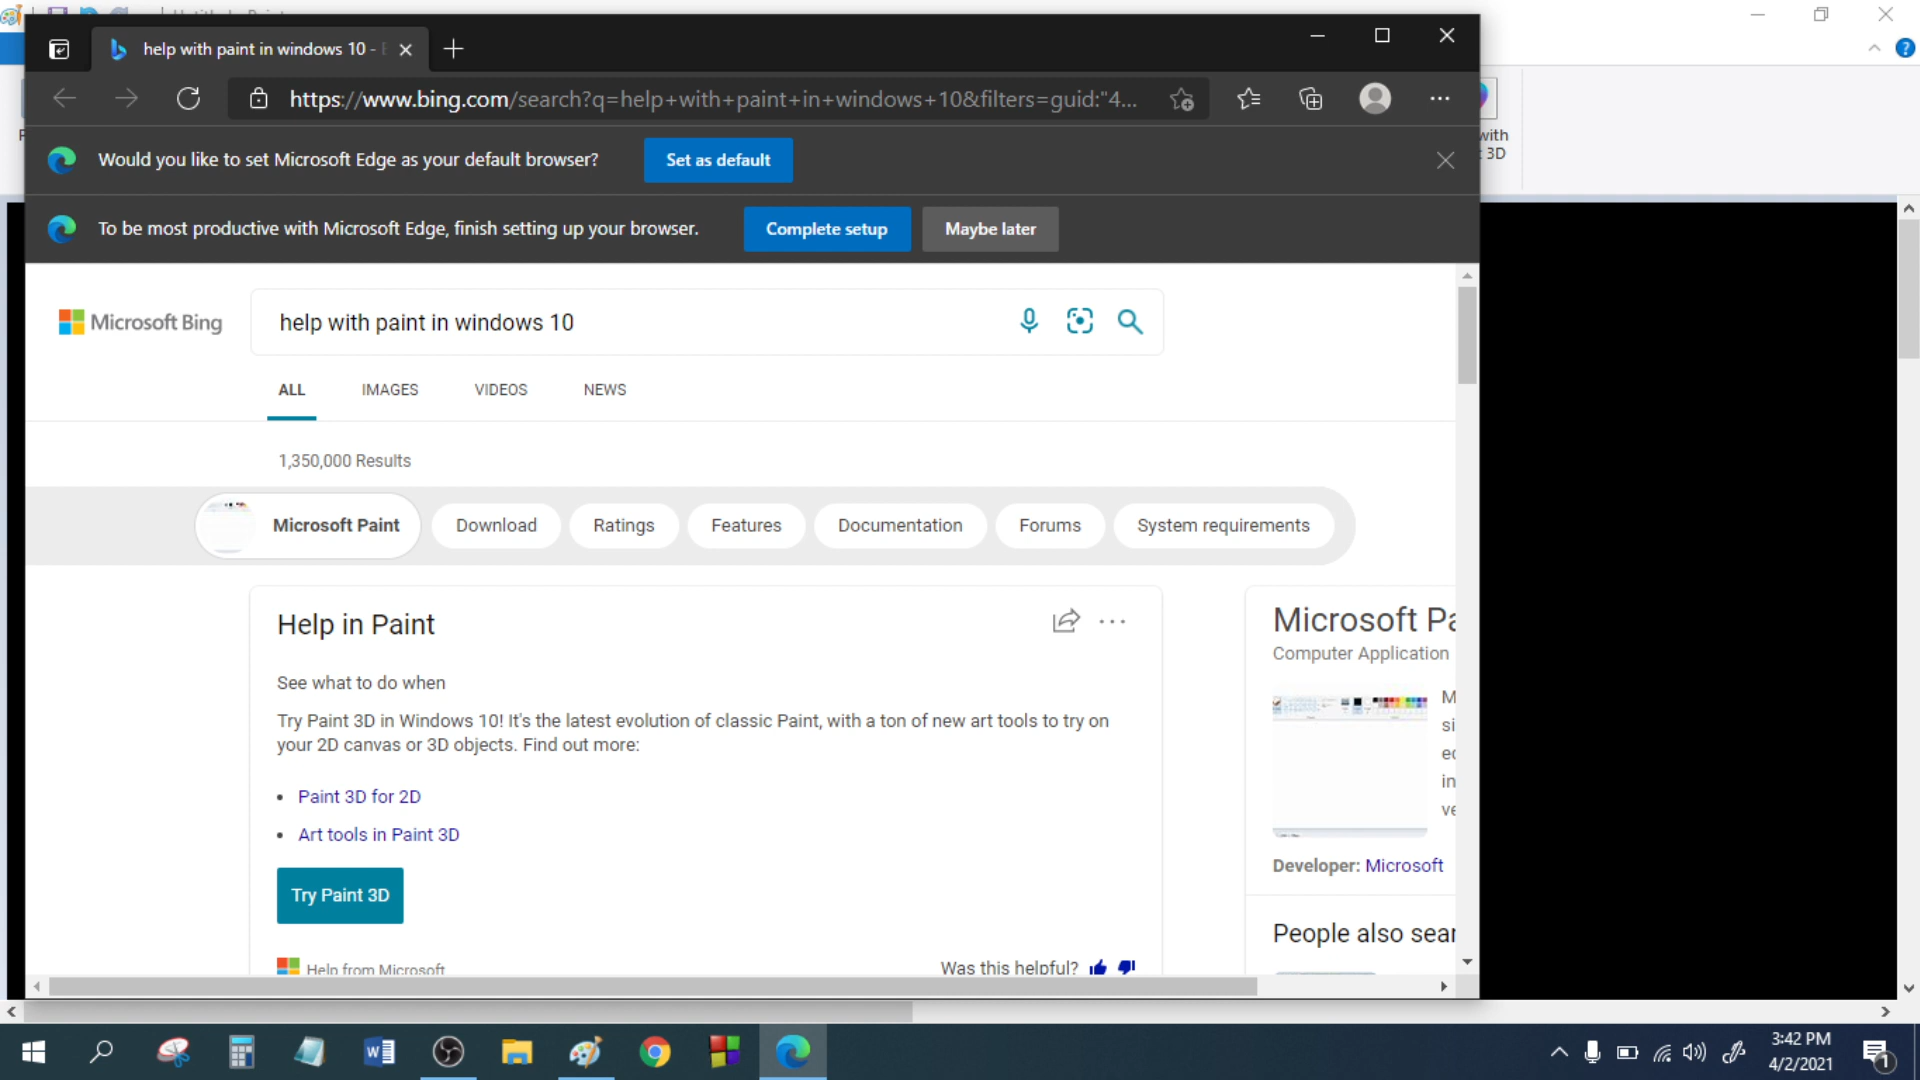 help with paint in windows 10 -
https://www.bing.com/search?q=help+with+paint+in+windows+10&filters=guid:"4...
with
3D
Would you like to set Microsoft Edge as your default browser?
Set as default
To be most productive with Microsoft Edge, finish setting up your browser.
Complete setup
Maybe later
Microsoft Bing
help with paint in windows 10
ALL
IMAGES
VIDEOS
NEWS
1,350,000 Results
Microsoft Paint
Download
Ratings
Features
Documentation
Forums
System requirements
Help in Paint
See what to do when
Try Paint 3D in Windows 10! It's the latest evolution of classic Paint, with a ton of new art tools to try on
your 2D canvas or 3D objects. Find out more:
• Paint 3D for 2D
• Art tools in Paint 3D
Try Paint 3D
Help from Microsoft
Was this helpful?
Microsoft Pa
Computer Application
M
si
in
ve
Developer: Microsoft
People also sear
3:42 PM
4/2/2021
1